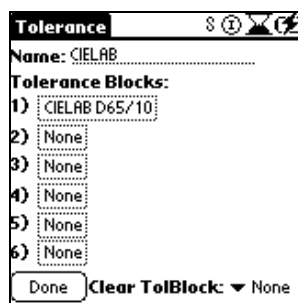 Tolerance S I
Name: CIELAB
Tolerance Blocks:
1) CIELAB D65/10
2) None
3) None
4) None
5) None
6) None
Done Clear TolBlock: None